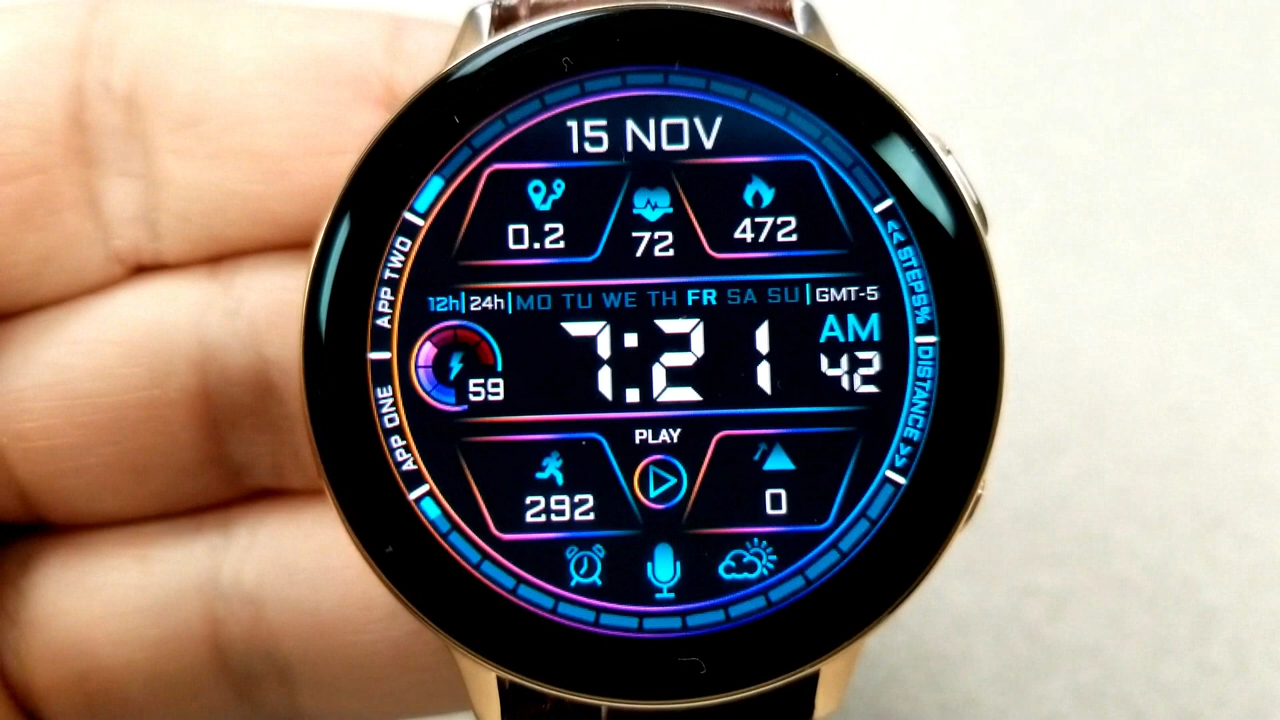 15 NOV
0.2
72
472
12h|24h|MO TU WE TH FR SA SU|GMT-5
7:21
AM
42
59
PLAY
292
0
APP TWO
APP ONE
<< STEPS%
DISTANCE >>